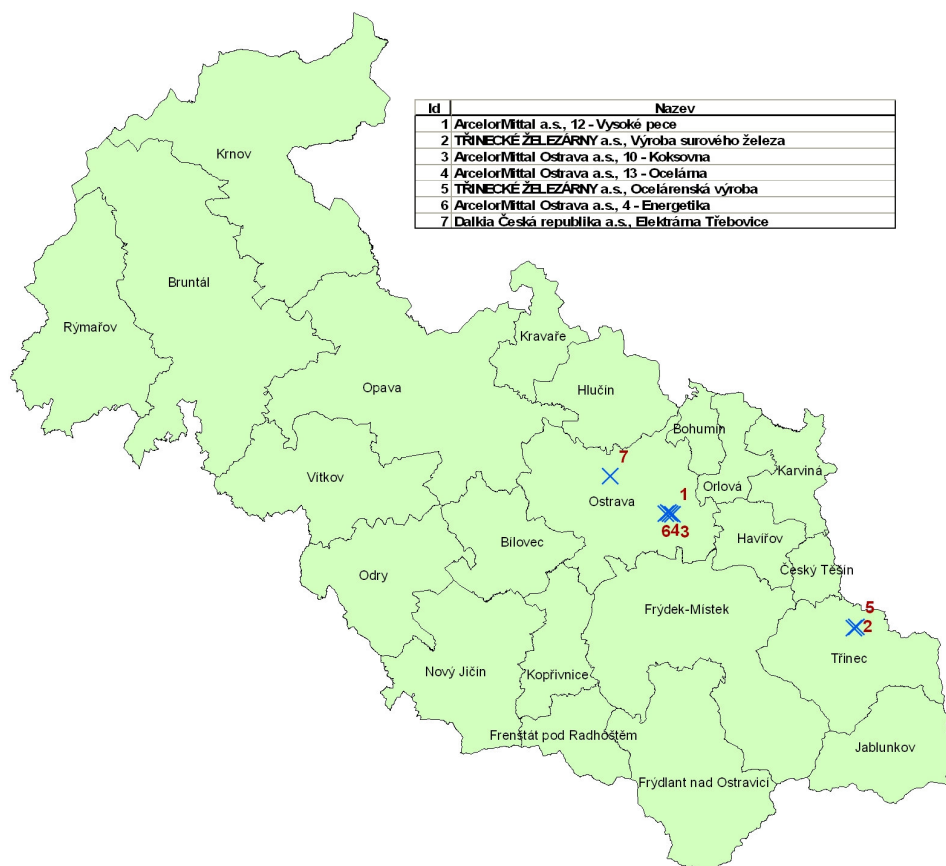 Id Nazev
1 ArcelorMittal a.s., 12 - Vysoké pece
2 TŘINECKÉ ŽELEZÁRNY a.s., Výroba surového železa
3 ArcelorMittal Ostrava a.s., 10 - Koksovna
4 ArcelorMittal Ostrava a.s., 13 - Ocelárna
5 TŘINECKÉ ŽELEZÁRNY a.s., Ocelárenská výroba
6 ArcelorMittal Ostrava a.s., 4 - Energetika
7 Dalkia Česká republika a.s., Elektrárna Třebovice
Krnov
Bruntál
Rýmařov
Kravaře
Opava
Hlučín
Bohumín
7
Karviná
Vítkov
Orlová
1
Ostrava
643
Havířov
Bílovec
Český Těšín
Odry
5
Frýdek-Místek
2
Třinec
Nový Jičín
Kopřivnice
Frenštát pod Radhoštěm
Jablunkov
Frýdlant nad Ostravicí